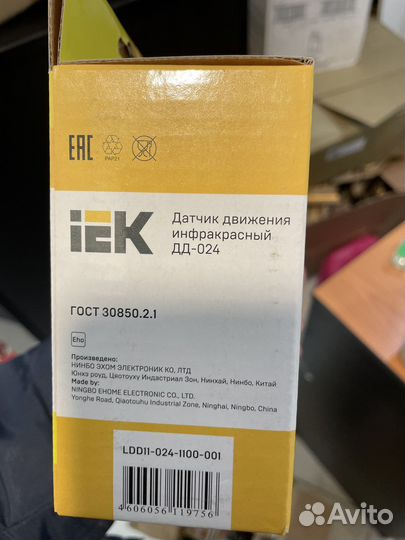 EAC
PAP21
IEK
Датчик движения
инфракрасный
ДД-024
ГОСТ 30850.2.1
Eho
Произведено:
НИНБО ЭХОМ ЭЛЕКТРОНИК КО, ЛТД
Юнхэ роуд, Цяотоуху Индастриал Зон, Нинхай, Нинбо, Китай
Made by:
NINGBO EHOME ELECTRONIC CO., LTD.
Yonghe Road, Qiaotouhu Industrial Zone, Ninghai, Ningbo, China
LDD11-024-1100-001
4606056119756
Avito